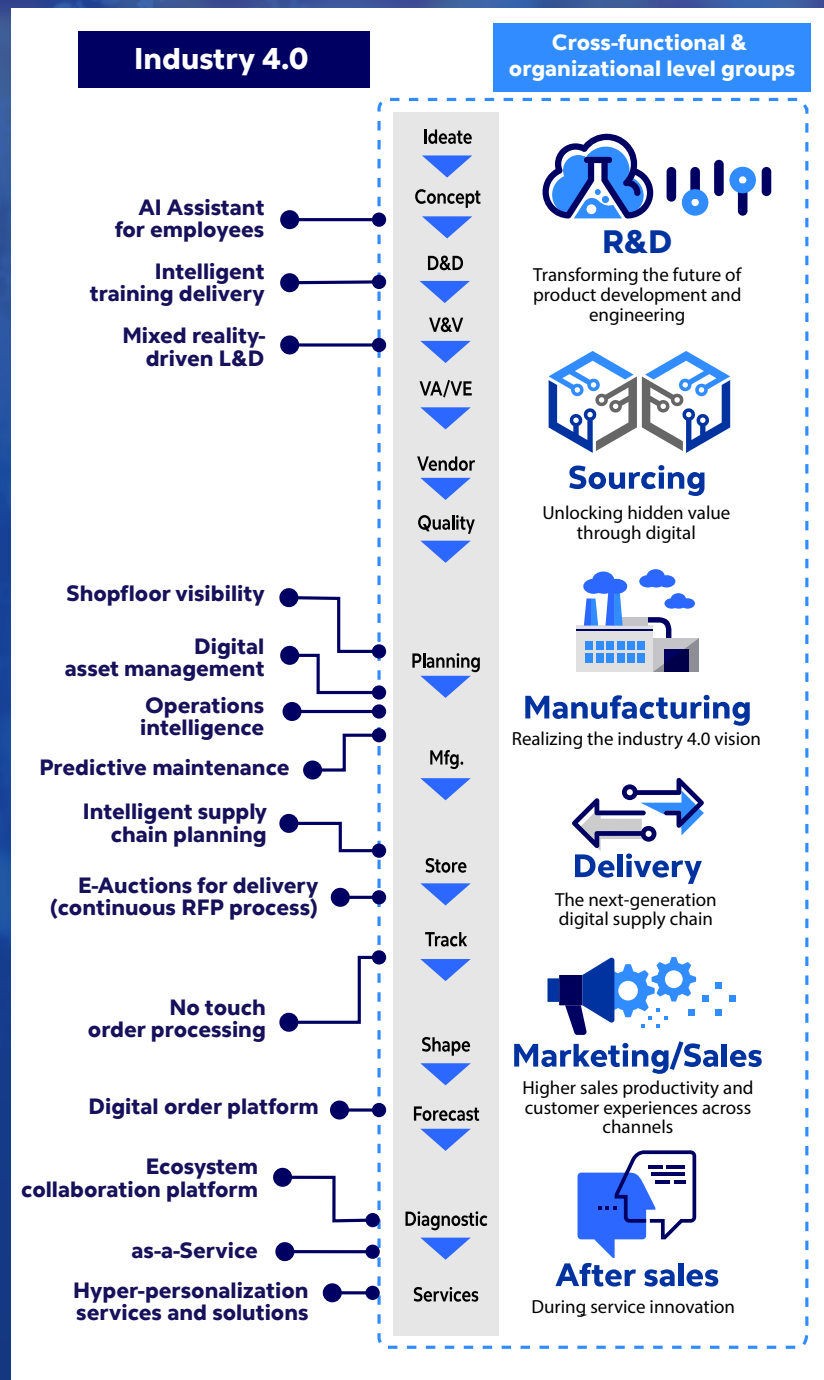 Industry 4.0
Cross-functional &
organizational level groups
AI Assistant
for employees
Intelligent
training delivery
Mixed reality-
driven L&D
Shopfloor visibility
Digital
asset management
Operations
intelligence
Predictive maintenance
Intelligent supply
chain planning
E-Auctions for delivery
(continuous RFP process)
No touch
order processing
Digital order platform
Ecosystem
collaboration platform
as-a-Service
Hyper-personalization
services and solutions
Ideate
Concept
D&D
V&V
VA/VE
Vendor
Quality
Planning
Mfg.
Store
Track
Shape
Forecast
Diagnostic
Services
R&D
Transforming the future of
product development and
engineering
Sourcing
Unlocking hidden value
through digital
Manufacturing
Realizing the industry 4.0 vision
Delivery
The next-generation
digital supply chain
Marketing/Sales
Higher sales productivity and
customer experiences across
channels
After sales
During service innovation